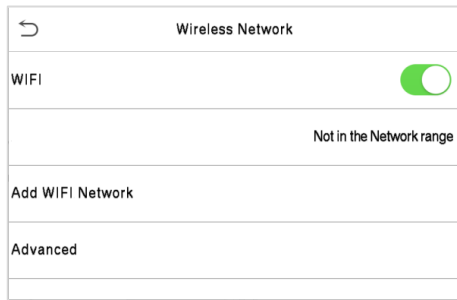 Wireless Network
WIFI
Not in the Network range
Add WIFI Network
Advanced